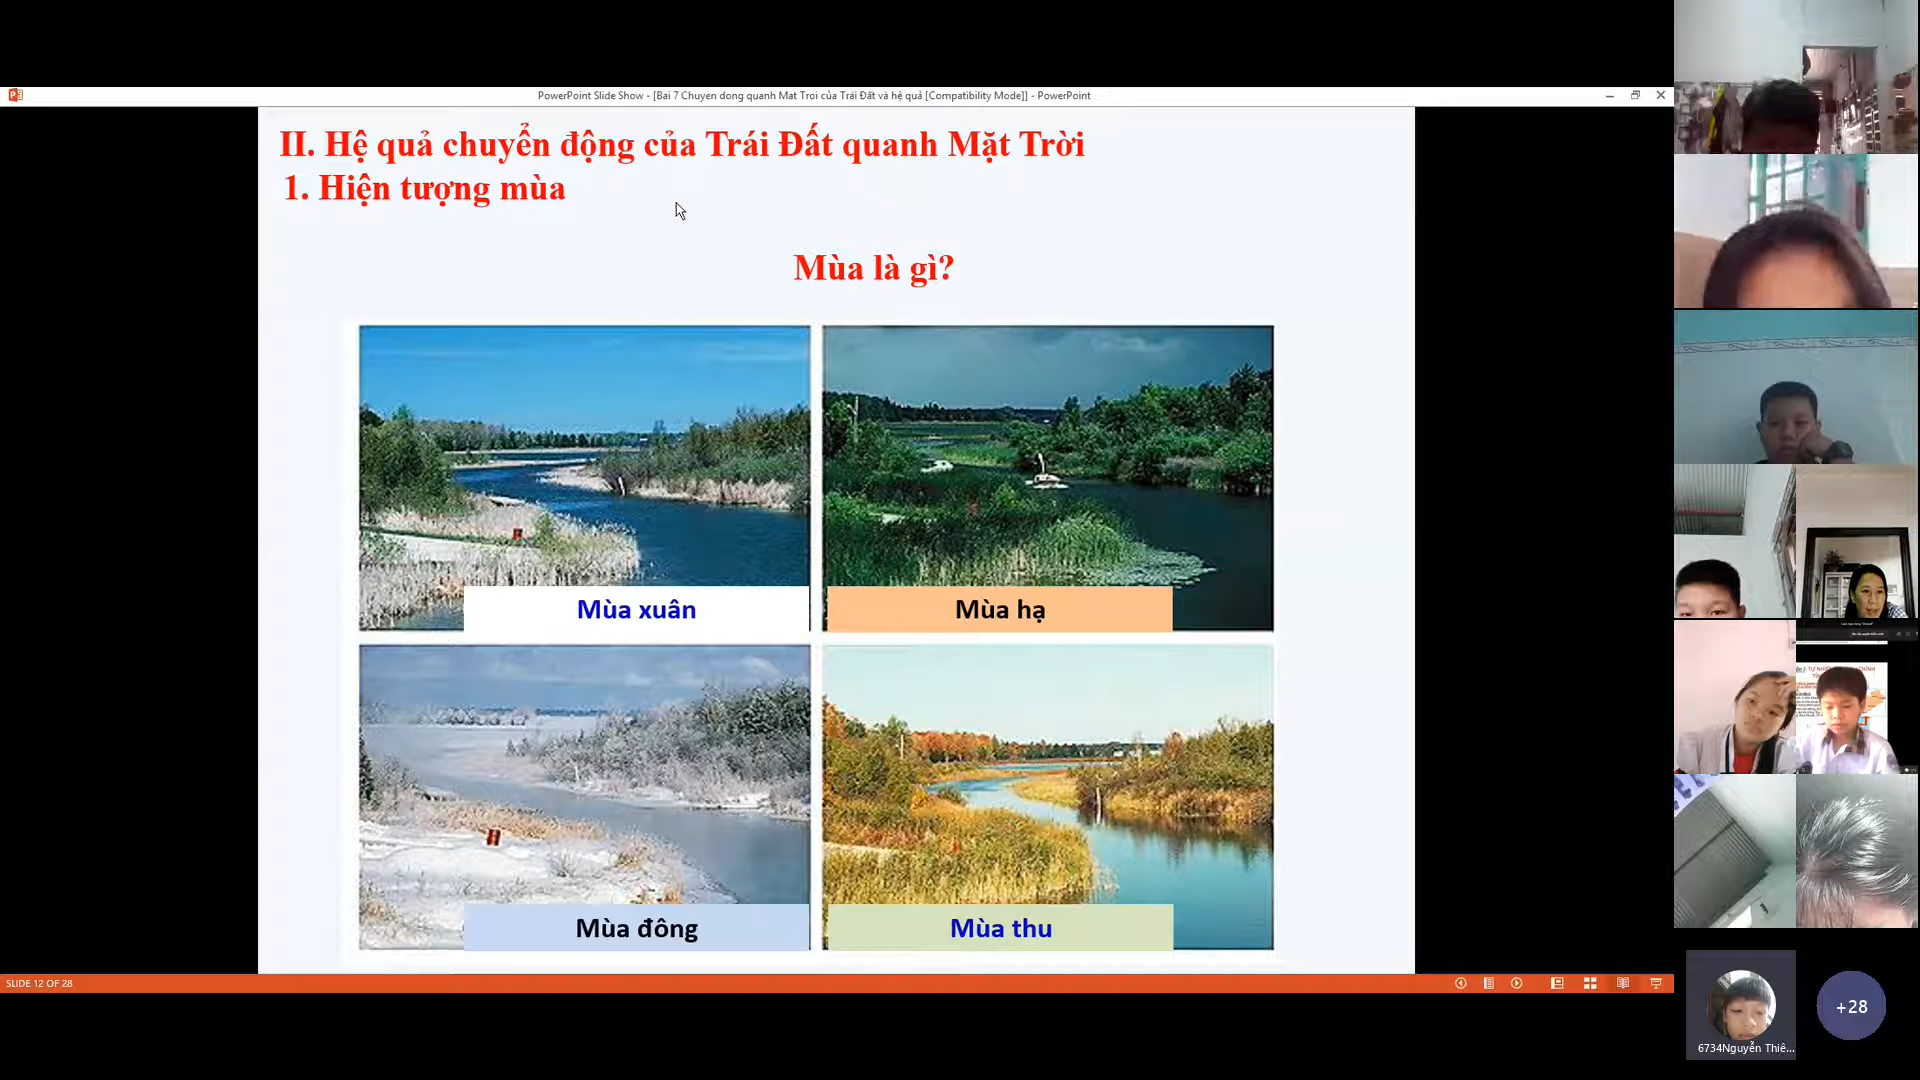 PowerPoint Slide Show - [Bai 7 Chuyen dong quanh Mat Troi của Trái Đất và hệ quả [Compatibility Mode]] - PowerPoint
II. Hệ quả chuyển động của Trái Đất quanh Mặt Trời
1. Hiện tượng mùa
Mùa là gì?
Mùa xuân
Mùa hạ
Mùa đông
Mùa thu
SLIDE 12 OF 28
6734Nguyễn Thiê...
+28